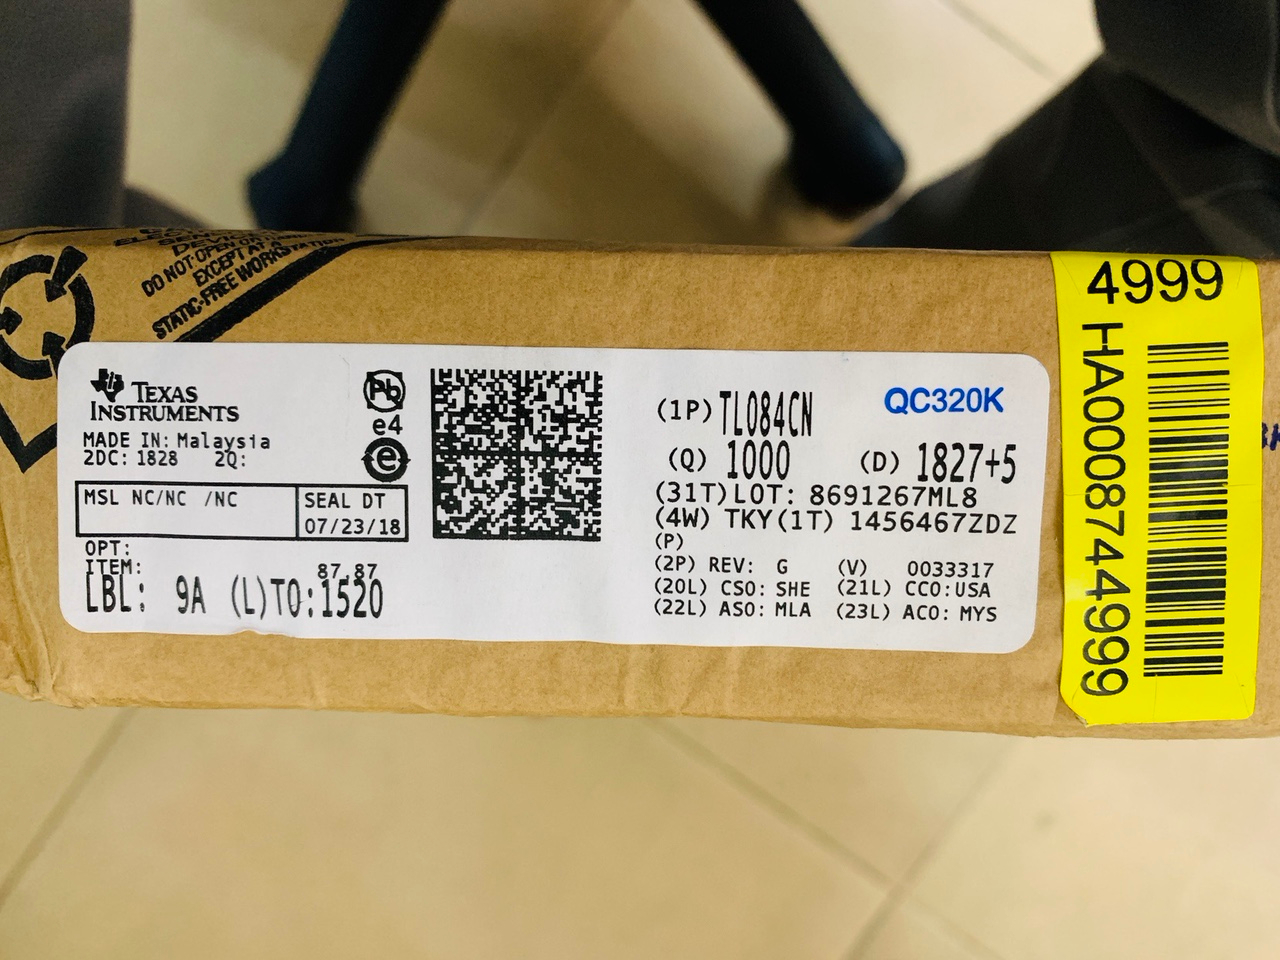 DO NOT OPEN
EXCEPT AT A
STATIC-FREE WORKSTATION
TEXAS
INSTRUMENTS
MADE IN: Malaysia
2DC: 1828 2Q:
MSL NC/NC /NC
SEAL DT
07/23/18
OPT:
ITEM:
87.87
LBL: 9A (L)TO:1520
Pb
e4
e
(1P) TL084CN
QC320K
(Q) 1000 (D) 1827+5
(31T)LOT: 8691267ML8
(4W) TKY(1T) 1456467ZDZ
(P)
(2P) REV: G (V) 0033317
(20L) CSO: SHE (21L) CCO:USA
(22L) ASO: MLA (23L) ACO: MYS
4999
HA0008744999